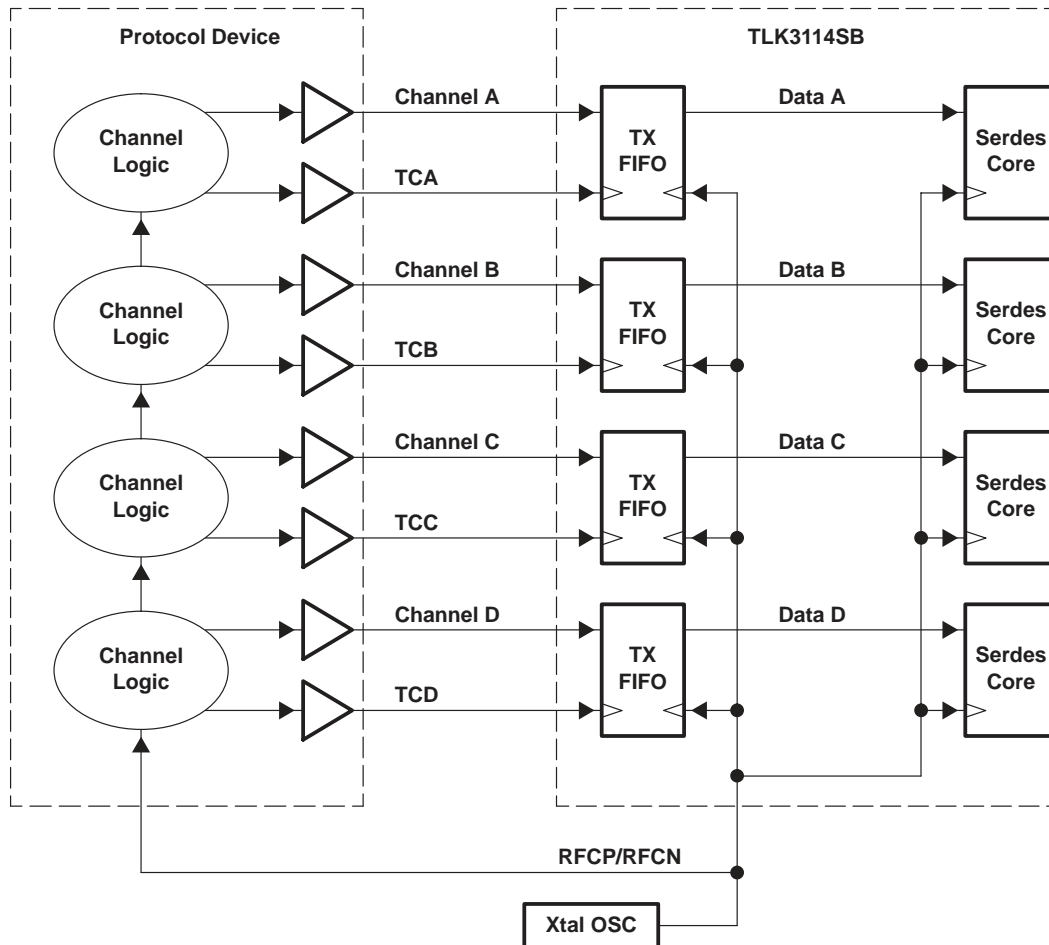 Protocol Device
TLK3114SB
Channel A
Data A
Channel
Logic
TX
FIFO
Serdes
Core
TCA
Channel B
Data B
Channel
Logic
TX
FIFO
Serdes
Core
TCB
Channel C
Data C
Channel
Logic
TX
FIFO
Serdes
Core
TCC
Channel D
Data D
Channel
Logic
TX
FIFO
Serdes
Core
TCD
RFCP/RFCN
Xtal OSC